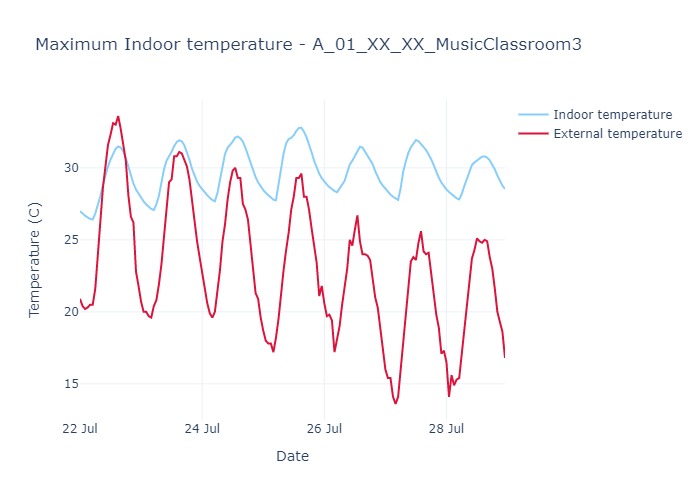 Maximum Indoor temperature - A_01_XX_XX_MusicClassroom3
Indoor temperature
External temperature
Temperature (C)
30
25
20
15
22 Jul
24 Jul
26 Jul
28 Jul
Date